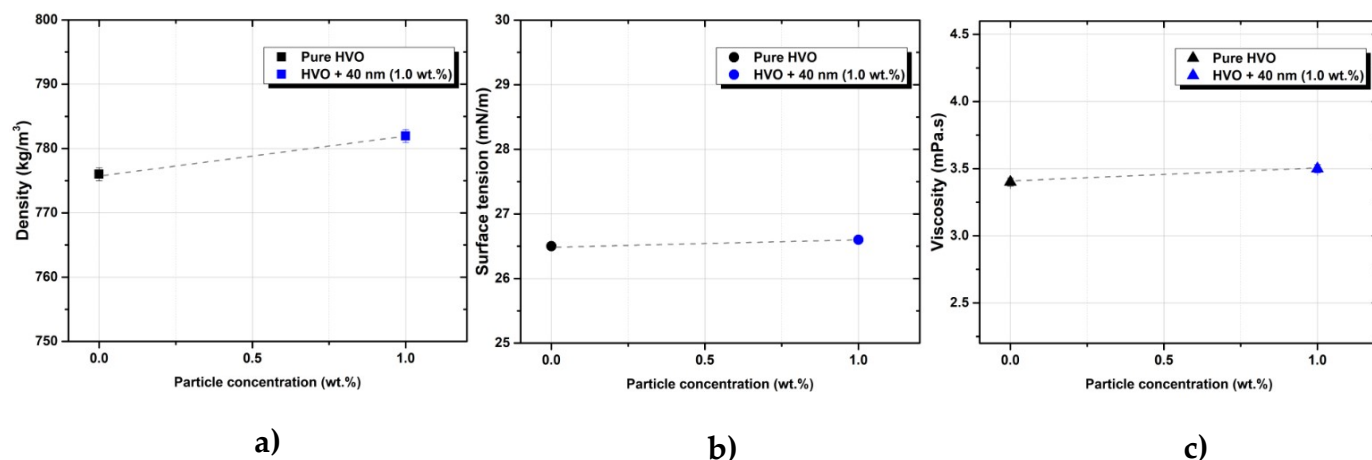 800
790
780
770
760
750
Density (kg/m³)
Pure HVO
HVO + 40 nm (1.0 wt.%)
0.0 0.5 1.0
Particle concentration (wt.%)
a)
30
29
28
27
26
25
Surface tension (mN/m)
Pure HVO
HVO + 40 nm (1.0 wt.%)
0.0 0.5 1.0
Particle concentration (wt.%)
b)
4.5
4.0
3.5
3.0
2.5
Viscosity (mPa.s)
Pure HVO
HVO + 40 nm (1.0 wt.%)
0.0 0.5 1.0
Particle concentration (wt.%)
c)